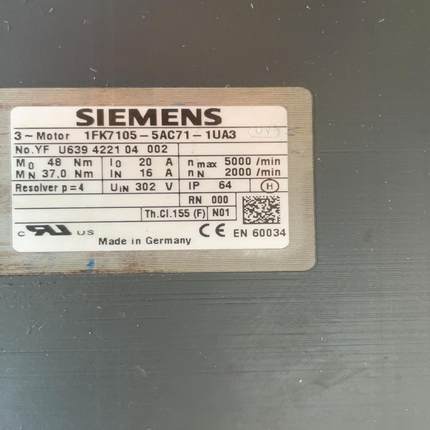 SIEMENS
3~Motor 1FK7105-5AC71-1UA3
No.YF U639 4221 04 002
M0 48 Nm I0 20 A nmax 5000 /min
MN 37.0 Nm IN 16 A nN 2000 /min
Resolver p=4 UIN 302 V IP 64 H
RN 000
Th.Cl.155 (F) N01
c RU US CE EN 60034
Made in Germany